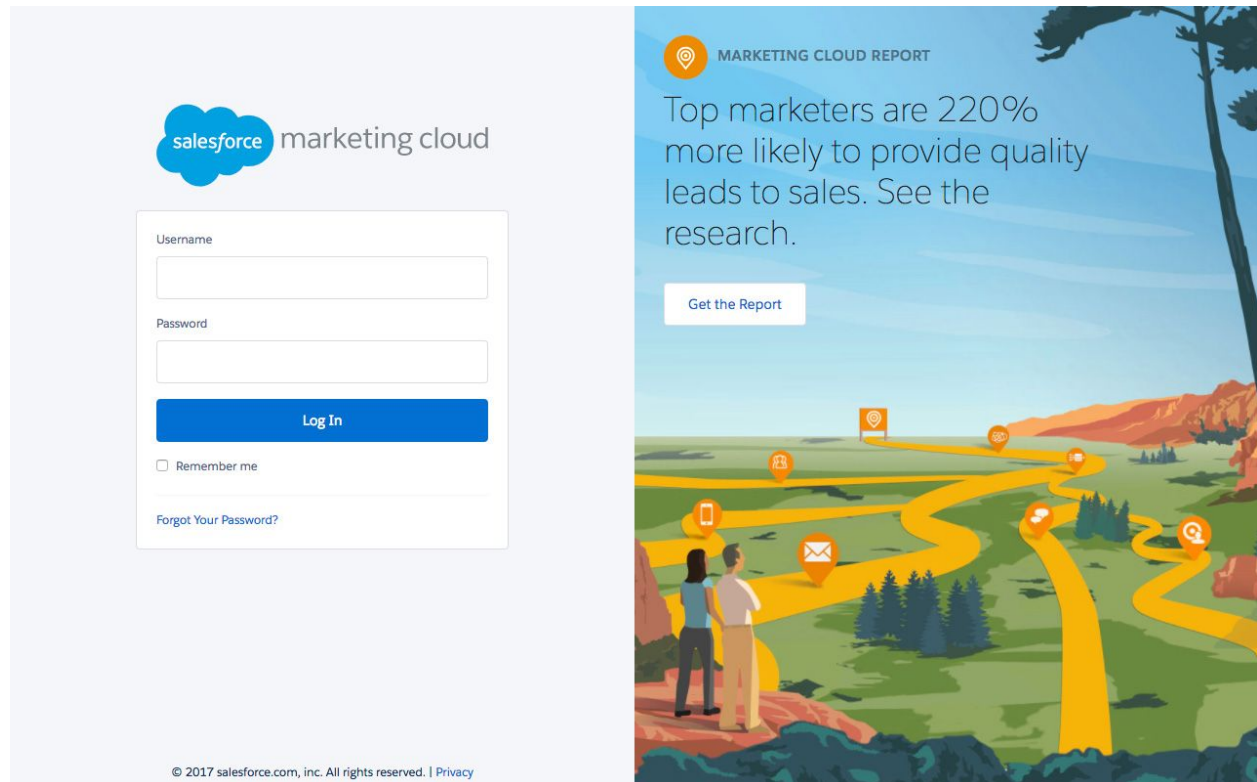 salesforce marketing cloud
Username
Password
Log In
Remember me
Forgot Your Password?
© 2017 salesforce.com, inc. All rights reserved. | Privacy
MARKETING CLOUD REPORT
Top marketers are 220%
more likely to provide quality
leads to sales. See the
research.
Get the Report